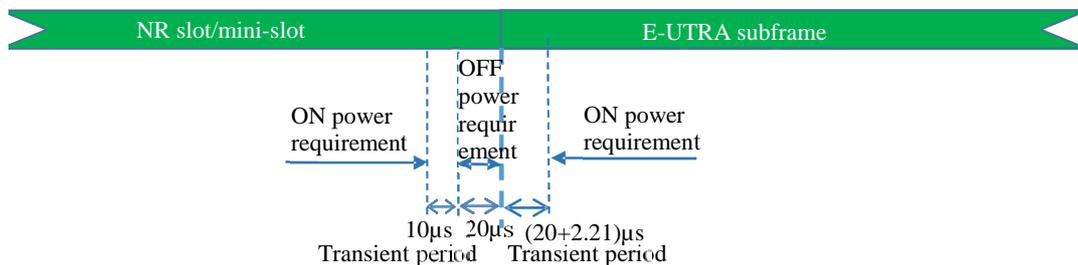 NR slot/mini-slot
E-UTRA subframe
OFF
power
requir
ement
ON power
requirement
ON power
requirement
10µs
20µs
(20+2.21)µs
Transient period
Transient period